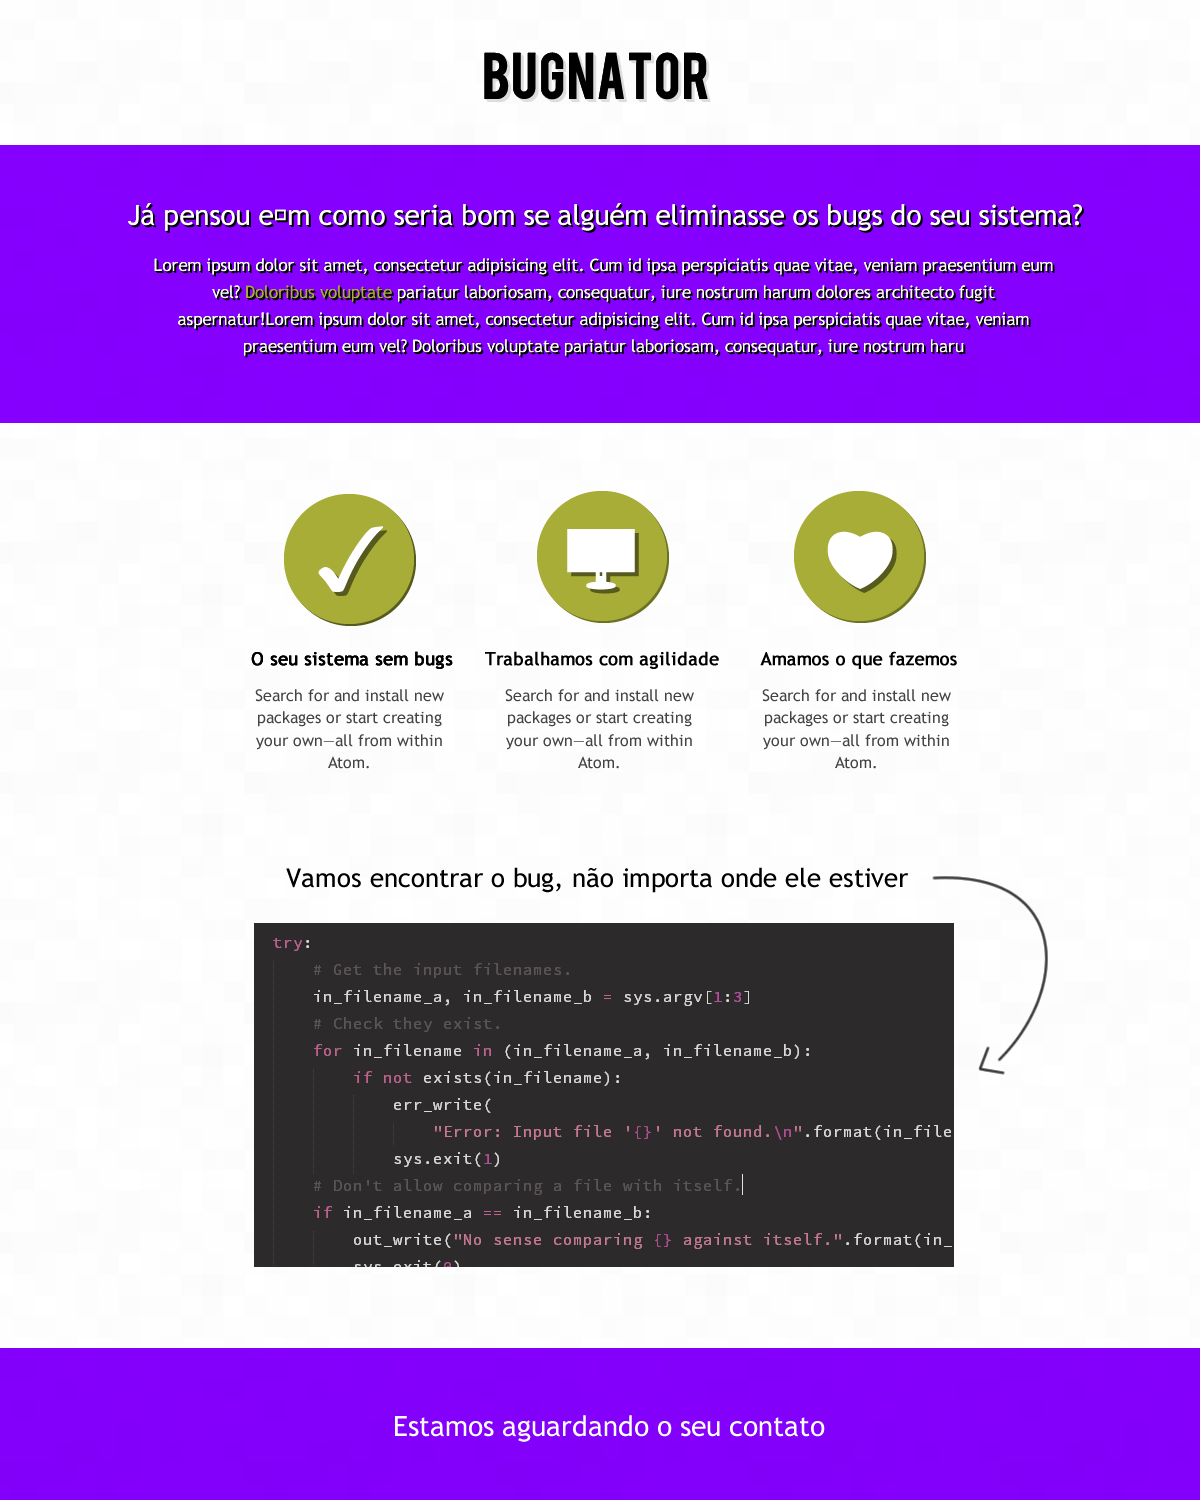 BUGNATOR
Já pensou e□m como seria bom se alguém eliminasse os bugs do seu sistema?
Lorem ipsum dolor sit amet, consectetur adipisicing elit. Cum id ipsa perspiciatis quae vitae, veniam praesentium eum
vel? Doloribus voluptate pariatur laboriosam, consequatur, iure nostrum harum dolores architecto fugit
aspernatur!Lorem ipsum dolor sit amet, consectetur adipisicing elit. Cum id ipsa perspiciatis quae vitae, veniam
praesentium eum vel? Doloribus voluptate pariatur laboriosam, consequatur, iure nostrum haru
O seu sistema sem bugs
Search for and install new
packages or start creating
your own—all from within
Atom.
Trabalhamos com agilidade
Search for and install new
packages or start creating
your own—all from within
Atom.
Amamos o que fazemos
Search for and install new
packages or start creating
your own—all from within
Atom.
Vamos encontrar o bug, não importa onde ele estiver
try:
# Get the input filenames.
in_filename_a, in_filename_b = sys.argv[1:3]
# Check they exist.
for in_filename in (in_filename_a, in_filename_b):
if not exists(in_filename):
err_write(
"Error: Input file '{}' not found.\n".format(in_file
sys.exit(1)
# Don't allow comparing a file with itself.
if in_filename_a == in_filename_b:
out_write("No sense comparing {} against itself.".format(in_
sys.exit(0)
Estamos aguardando o seu contato